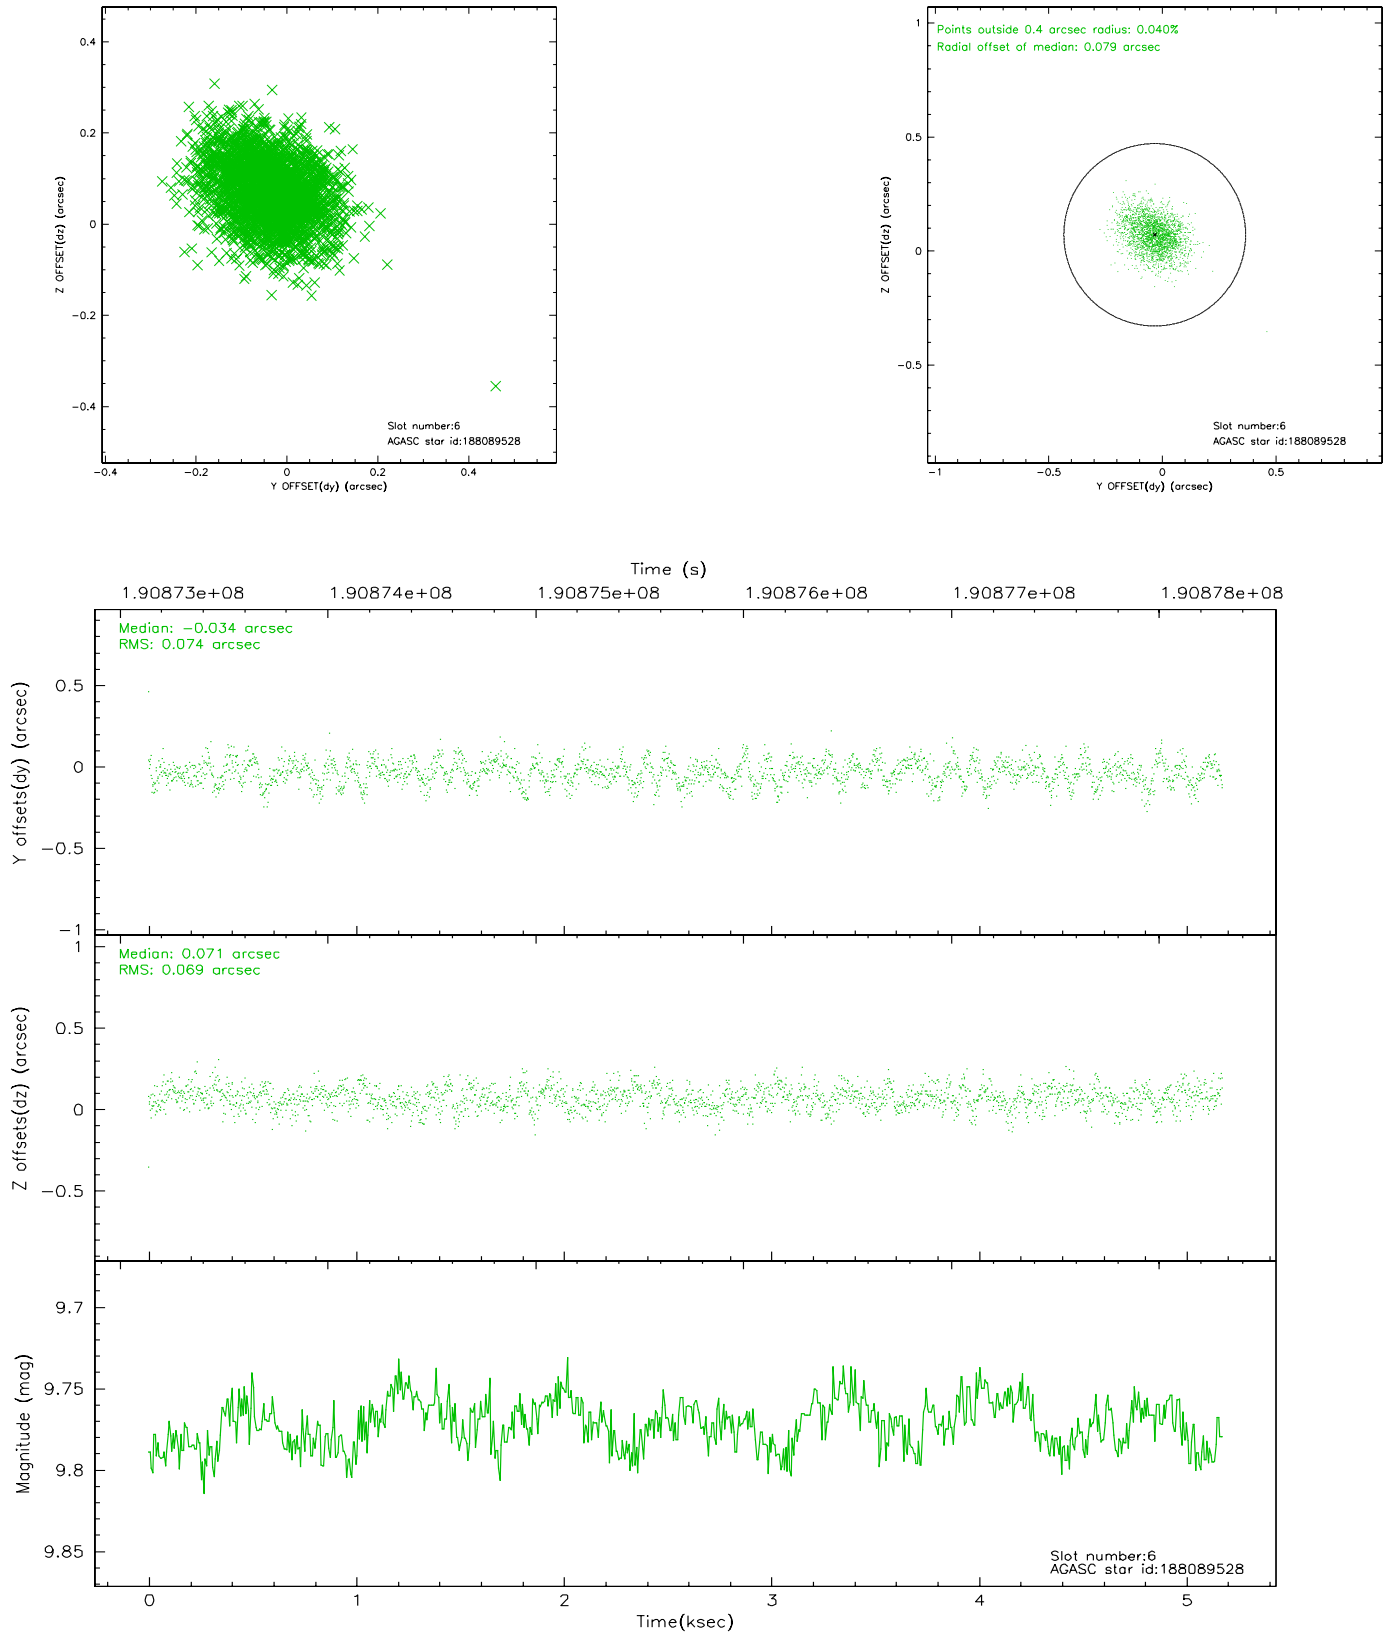 0.4
0.2
0
−0.2
−0.4
−0.4
−0.2
0
0.2
0.4
Z OFFSET(dz) (arcsec)
Y OFFSET(dy) (arcsec)
Slot number:6
AGASC star id:188089528
Points outside 0.4 arcsec radius: 0.040%
Radial offset of median: 0.079 arcsec
1
0.5
0
−0.5
−1
−0.5
0
0.5
Z OFFSET(dz) (arcsec)
Y OFFSET(dy) (arcsec)
Slot number:6
AGASC star id:188089528
Time (s)
1.90873e+08
1.90874e+08
1.90875e+08
1.90876e+08
1.90877e+08
1.90878e+08
Median: −0.034 arcsec
RMS: 0.074 arcsec
0.5
0
−0.5
−1
Y offsets(dy) (arcsec)
Median: 0.071 arcsec
RMS: 0.069 arcsec
1
0.5
0
−0.5
Z offsets(dz) (arcsec)
9.7
9.75
9.8
9.85
Magnitude (mag)
Slot number:6
AGASC star id:188089528
0
1
2
3
4
5
Time(ksec)